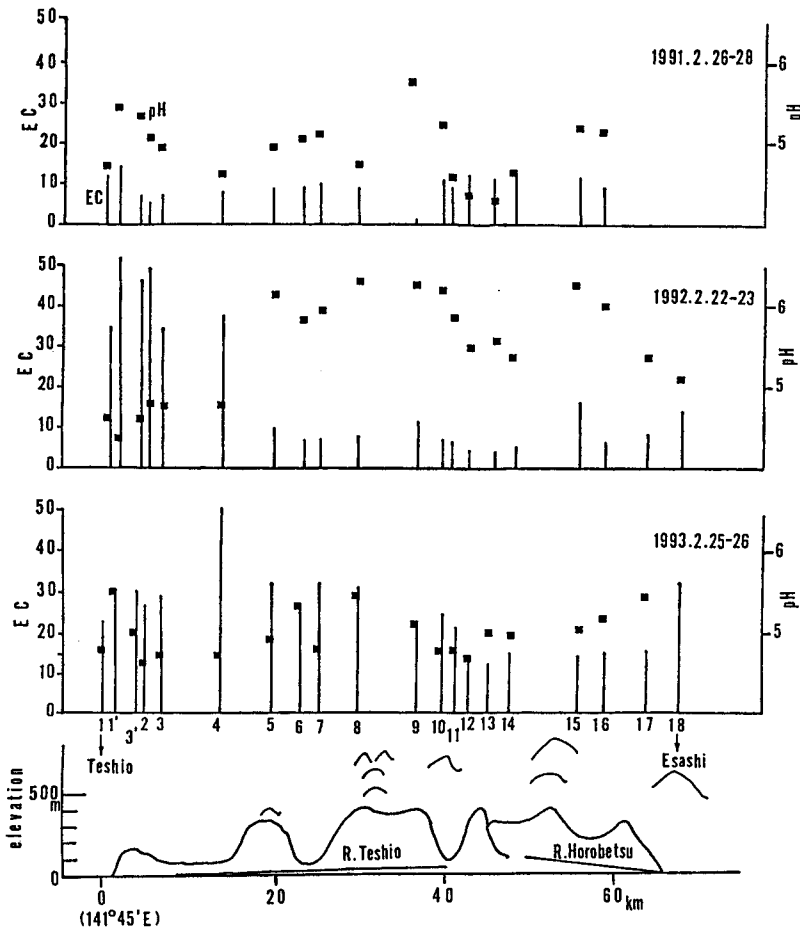 50
40
30
20
10
0
EC
EC
pH
1991.2.26-28
6
5
pH
50
40
30
20
10
0
EC
1992.2.22-23
6
5
pH
50
40
30
20
10
0
EC
1993.2.25-26
6
5
pH
1 1' 3' 2 3 4 5 6 7 8 9 10 11 12 13 14 15 16 17 18
Teshio
Esashi
elevation
500
m
0
R.Teshio
R.Horobetsu
0 20 40 60 km
(141°45'E)